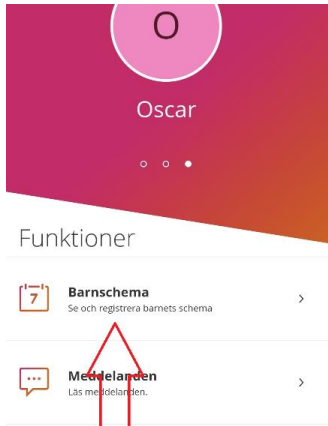 O
Oscar
Funktioner
7
Barnschema
Se och registrera barnets schema
Meddelanden
Läs meddelanden.